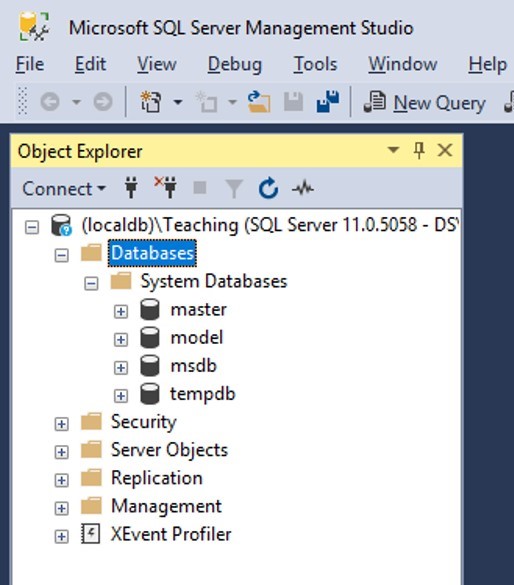 Microsoft SQL Server Management Studio
File Edit View Debug Tools Window Help
New Query
Object Explorer
Connect
(localdb)\Teaching (SQL Server 11.0.5058 - DS\
Databases
System Databases
master
model
msdb
tempdb
Security
Server Objects
Replication
Management
XEvent Profiler